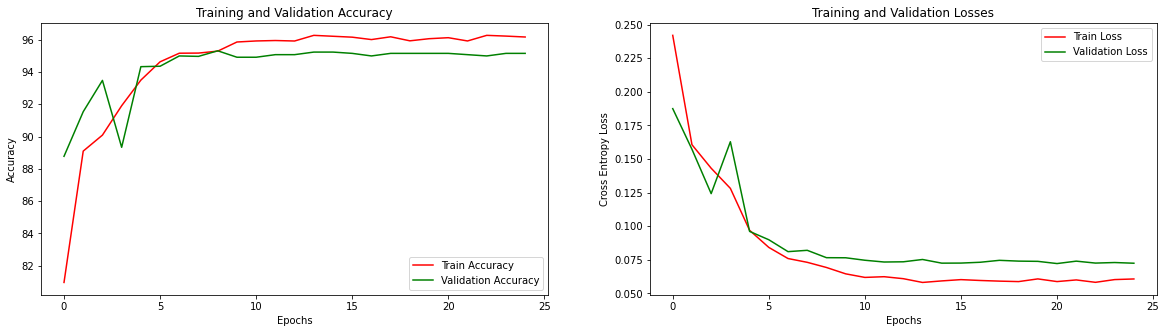 Training and Validation Accuracy
96
94
92
90
88
86
84
82
Accuracy
0
5
10
15
20
25
Epochs
Train Accuracy
Validation Accuracy
Training and Validation Losses
0.250
0.225
0.200
0.175
0.150
0.125
0.100
0.075
0.050
Cross Entropy Loss
0
5
10
15
20
25
Epochs
Train Loss
Validation Loss